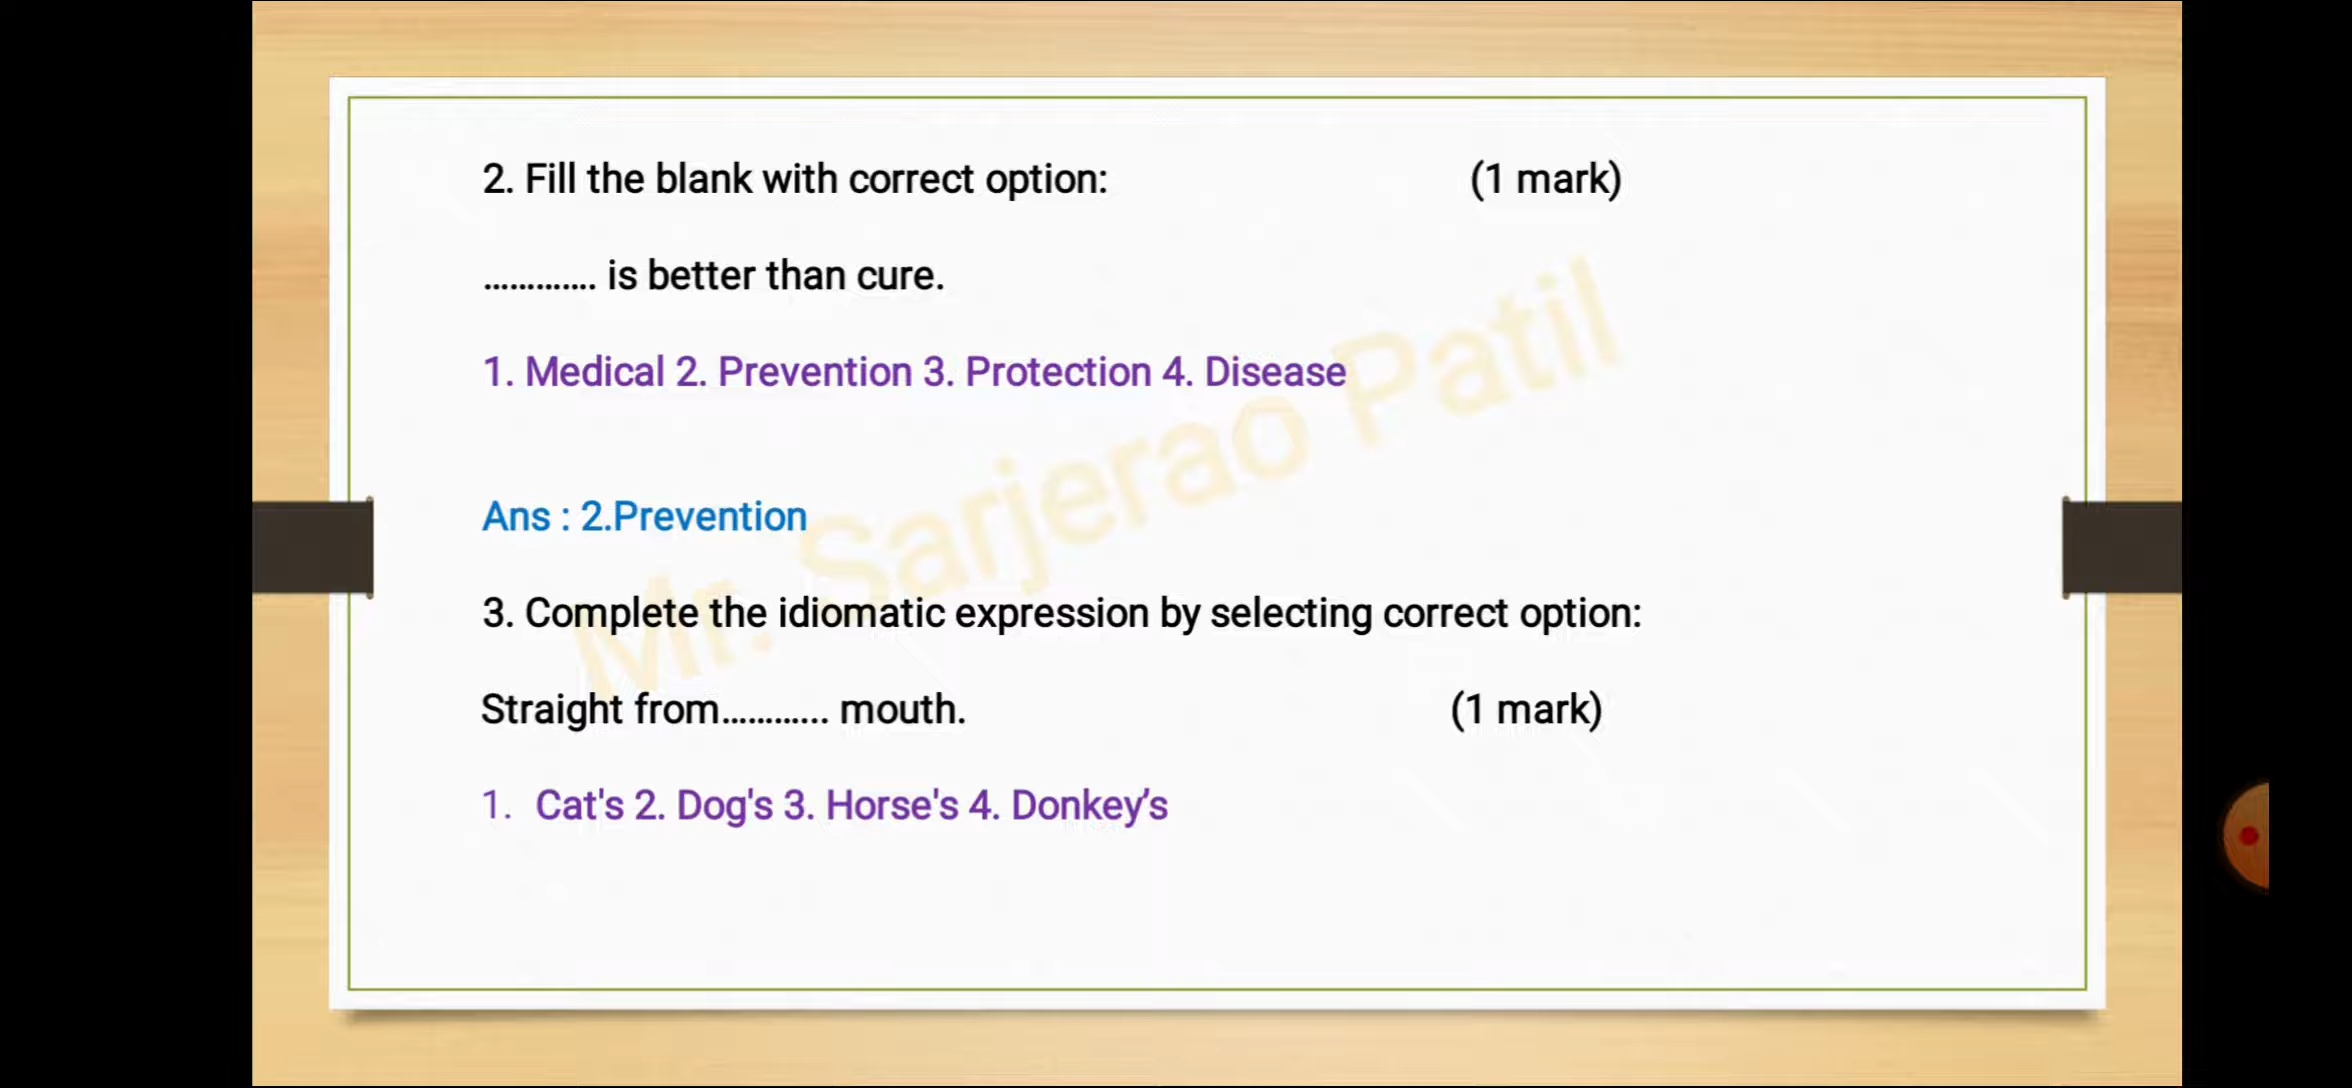 2. Fill the blank with correct option: (1 mark)
............. is better than cure.
1. Medical 2. Prevention 3. Protection 4. Disease
Ans : 2.Prevention
3. Complete the idiomatic expression by selecting correct option:
Straight from............ mouth. (1 mark)
1. Cat's 2. Dog's 3. Horse's 4. Donkey’s
Mr. Sarjerao Patil